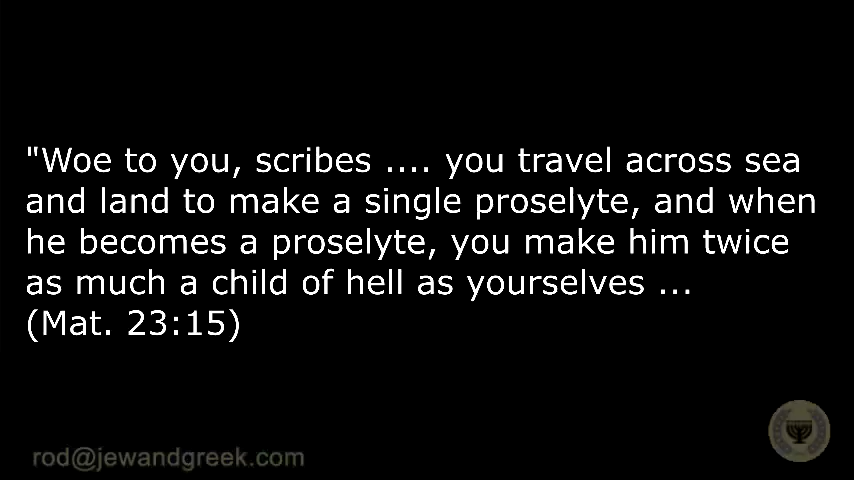 "Woe to you, scribes .... you travel across sea
and land to make a single proselyte, and when
he becomes a proselyte, you make him twice
as much a child of hell as yourselves ...
(Mat. 23:15)
rod@jewandgreek.com